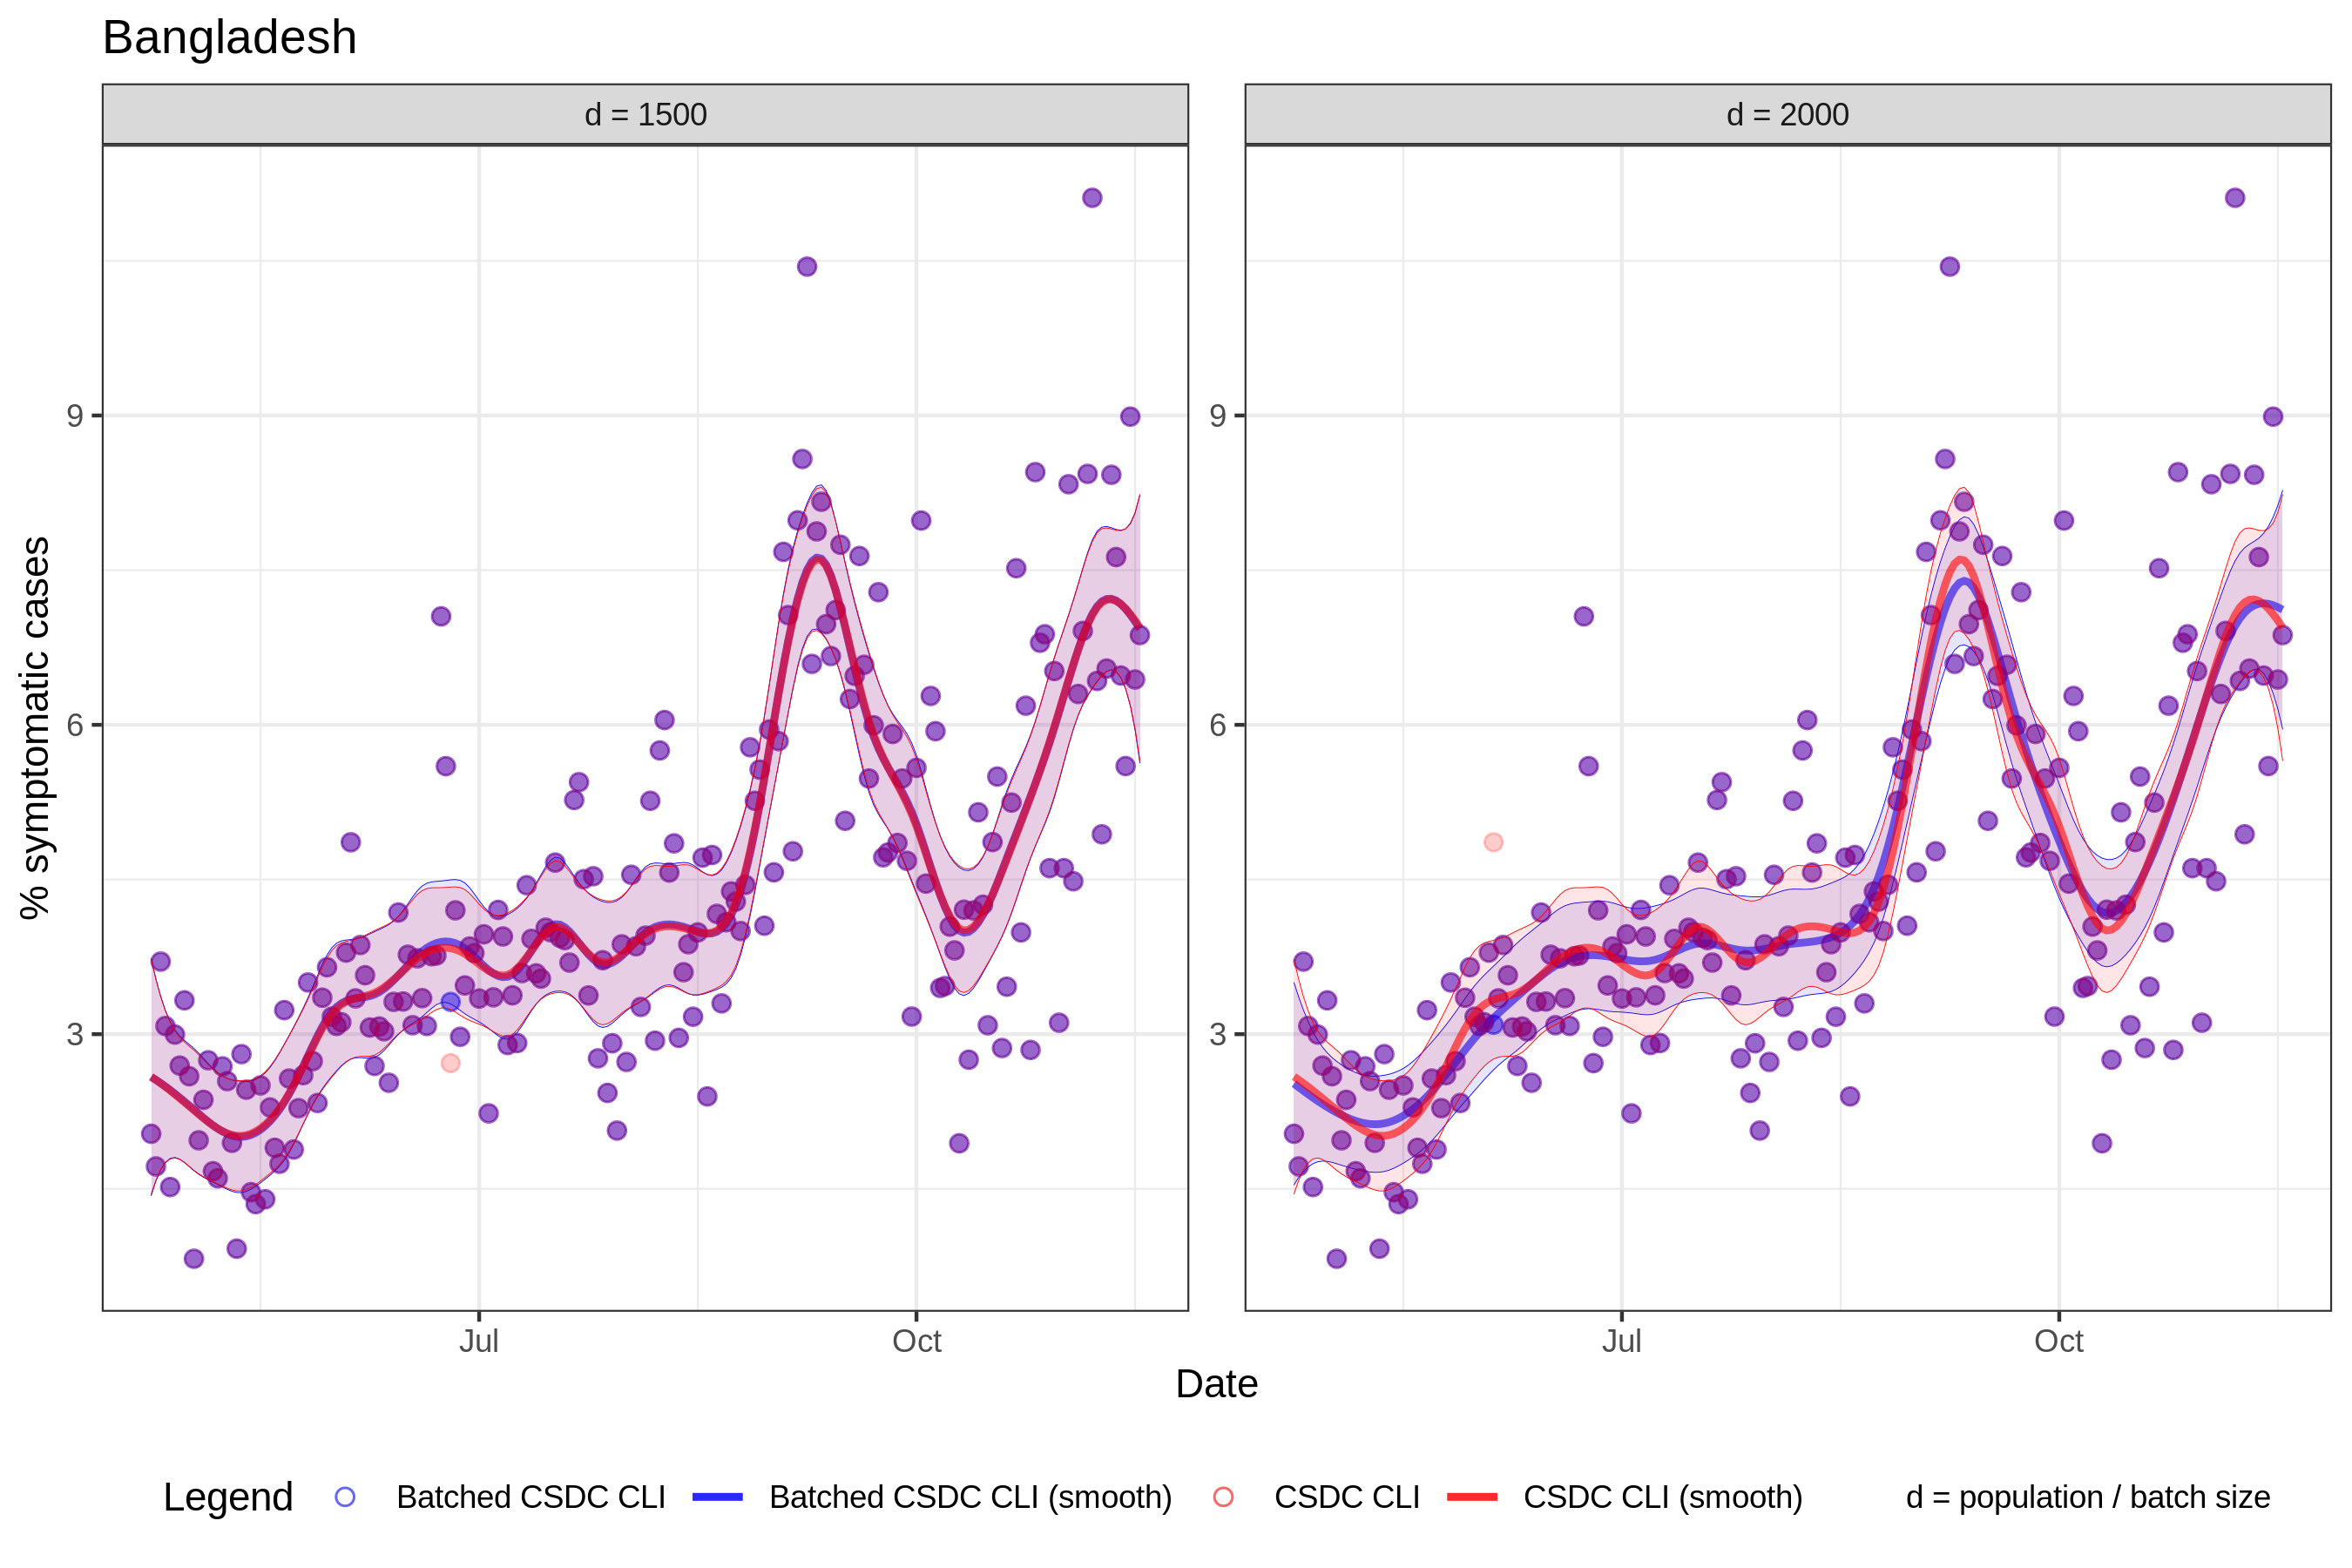 Bangladesh
d = 1500
d = 2000
% symptomatic cases
9
6
3
9
6
3
Jul
Oct
Jul
Oct
Date
Legend
Batched CSDC CLI
Batched CSDC CLI (smooth)
CSDC CLI
CSDC CLI (smooth)
d = population / batch size